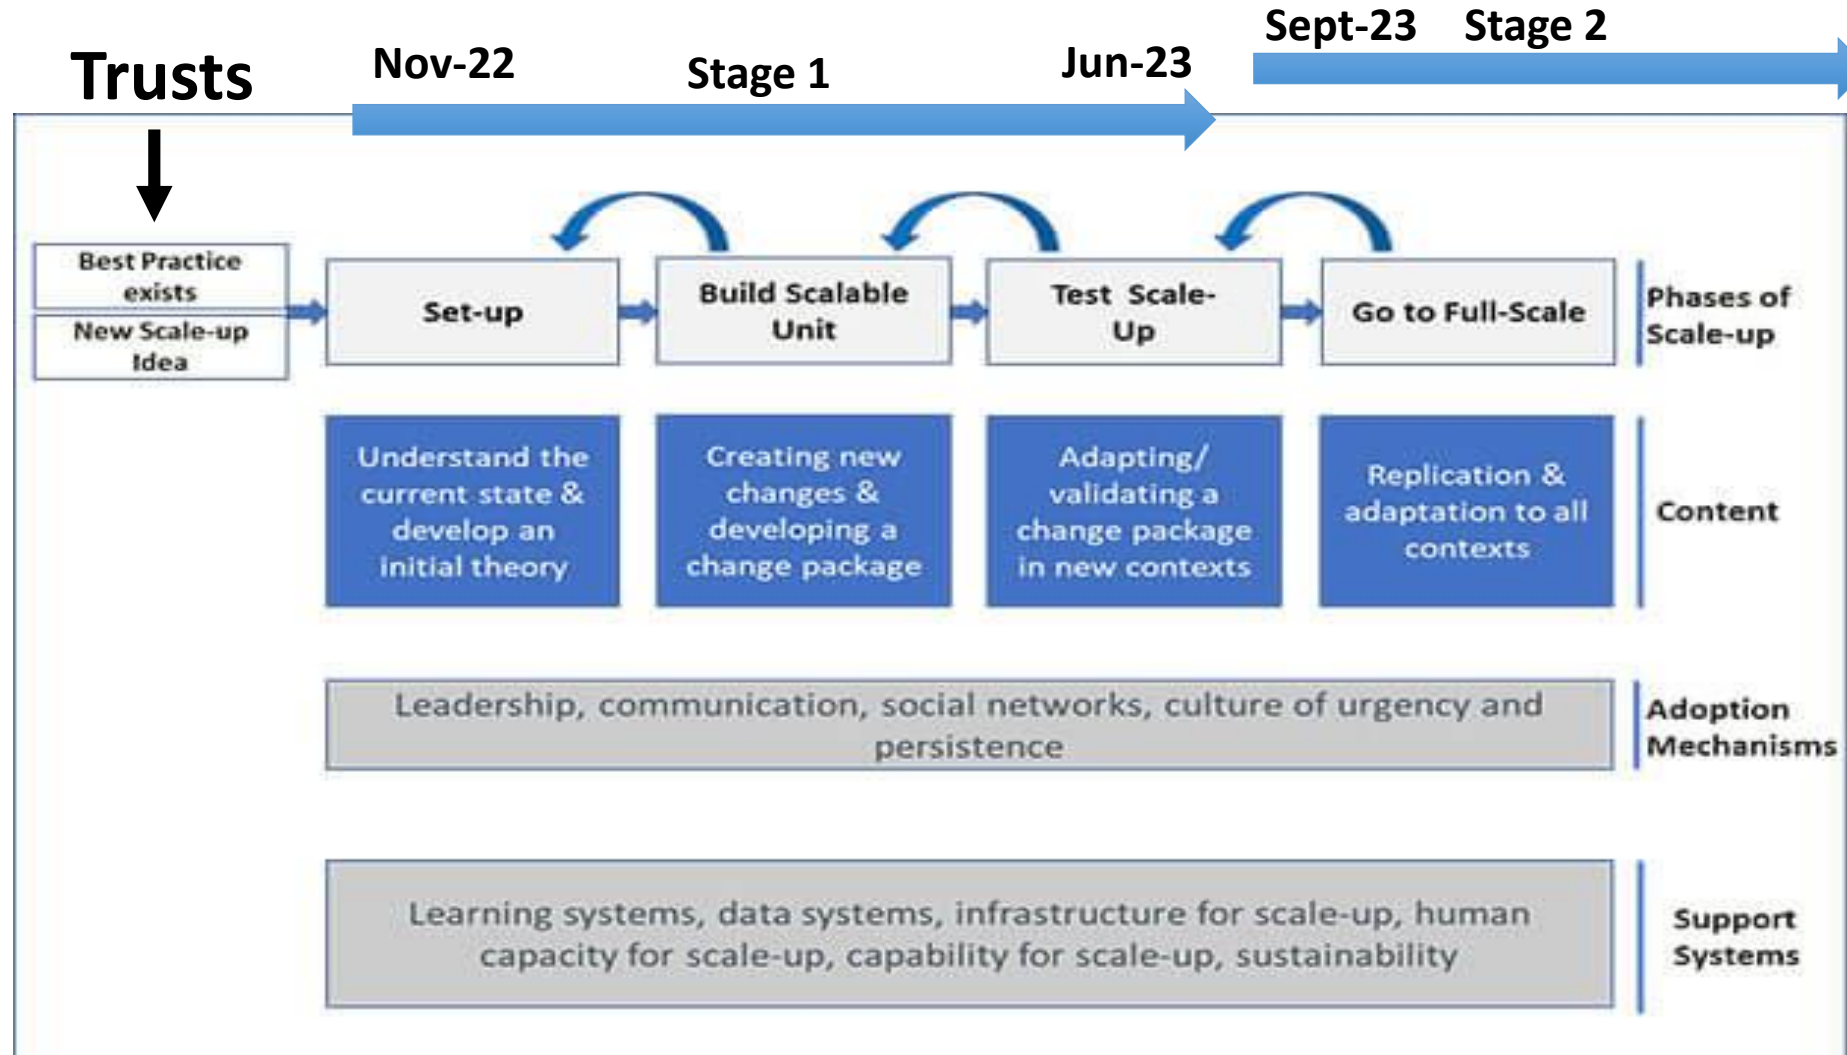 Trusts
Nov-22
Stage 1
Jun-23
Sept-23
Stage 2
Best Practice
exists
New Scale-up
Idea
Set-up
Build Scalable
Unit
Test Scale-
Up
Go to Full-Scale
Phases of
Scale-up
Understand the
current state &
develop an
initial theory
Creating new
changes &
developing a
change package
Adapting/
validating a
change package
in new contexts
Replication &
adaptation to all
contexts
Content
Leadership, communication, social networks, culture of urgency and
persistence
Adoption
Mechanisms
Learning systems, data systems, infrastructure for scale-up, human
capacity for scale-up, capability for scale-up, sustainability
Support
Systems